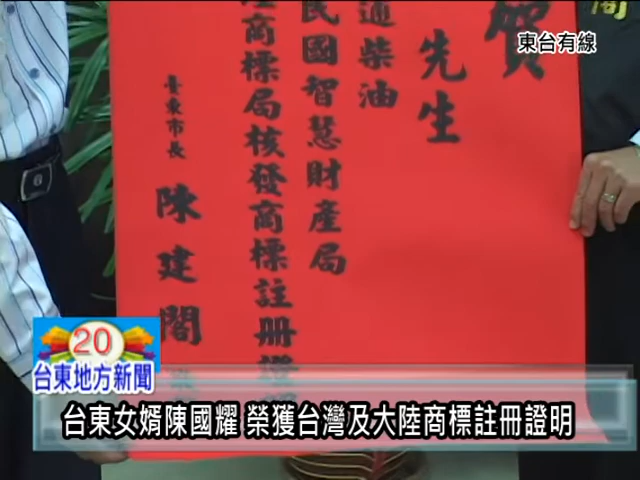 東台有線
賀
先生
通柴油
民國智慧財產局
陸商標局核發商標註冊證
臺東市長 陳建閣
20
台東地方新聞
台東女婿陳國耀 榮獲台灣及大陸商標註冊證明